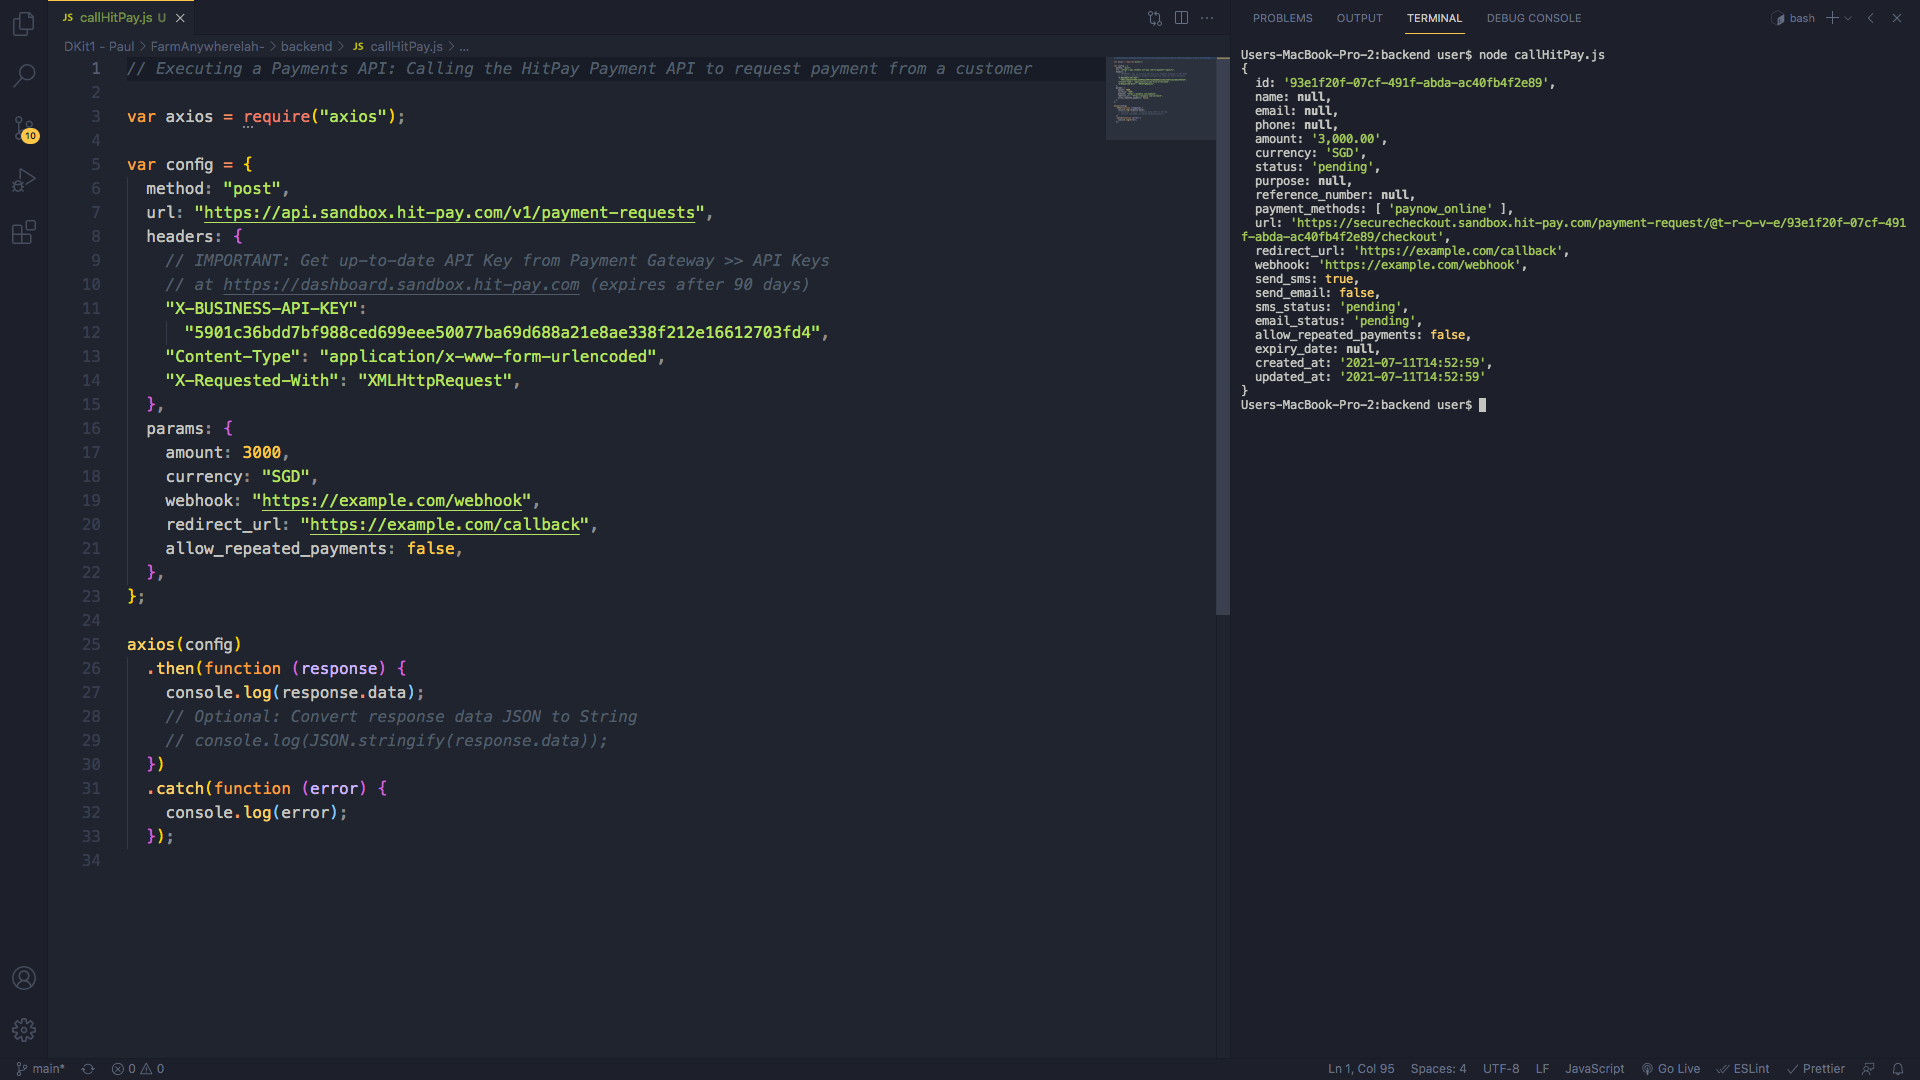 JS callHitPay.js U
DKit1 - Paul > FarmAnywherelah- > backend > JS callHitPay.js > ...
10
1 // Executing a Payments API: Calling the HitPay Payment API to request payment from a customer
2
3 var axios = require("axios");
4
5 var config = {
6 method: "post",
7 url: "https://api.sandbox.hit-pay.com/v1/payment-requests",
8 headers: {
9 // IMPORTANT: Get up-to-date API Key from Payment Gateway >> API Keys
10 // at https://dashboard.sandbox.hit-pay.com (expires after 90 days)
11 "X-BUSINESS-API-KEY":
12 "5901c36bdd7bf988ced699eee50077ba69d688a21e8ae338f212e16612703fd4",
13 "Content-Type": "application/x-www-form-urlencoded",
14 "X-Requested-With": "XMLHttpRequest",
15 },
16 params: {
17 amount: 3000,
18 currency: "SGD",
19 webhook: "https://example.com/webhook",
20 redirect_url: "https://example.com/callback",
21 allow_repeated_payments: false,
22 },
23 };
24
25 axios(config)
26 .then(function (response) {
27 console.log(response.data);
28 // Optional: Convert response data JSON to String
29 // console.log(JSON.stringify(response.data));
30 })
31 .catch(function (error) {
32 console.log(error);
33 });
34
PROBLEMS OUTPUT TERMINAL DEBUG CONSOLE bash
Users-MacBook-Pro-2:backend user$ node callHitPay.js
{
id: '93e1f20f-07cf-491f-abda-ac40fb4f2e89',
name: null,
email: null,
phone: null,
amount: '3,000.00',
currency: 'SGD',
status: 'pending',
purpose: null,
reference_number: null,
payment_methods: [ 'paynow_online' ],
url: 'https://securecheckout.sandbox.hit-pay.com/payment-request/@t-r-o-v-e/93e1f20f-07cf-491
f-abda-ac40fb4f2e89/checkout',
redirect_url: 'https://example.com/callback',
webhook: 'https://example.com/webhook',
send_sms: true,
send_email: false,
sms_status: 'pending',
email_status: 'pending',
allow_repeated_payments: false,
expiry_date: null,
created_at: '2021-07-11T14:52:59',
updated_at: '2021-07-11T14:52:59'
}
Users-MacBook-Pro-2:backend user$
main* 0 0 Ln 1, Col 95 Spaces: 4 UTF-8 LF JavaScript Go Live ESLint Prettier